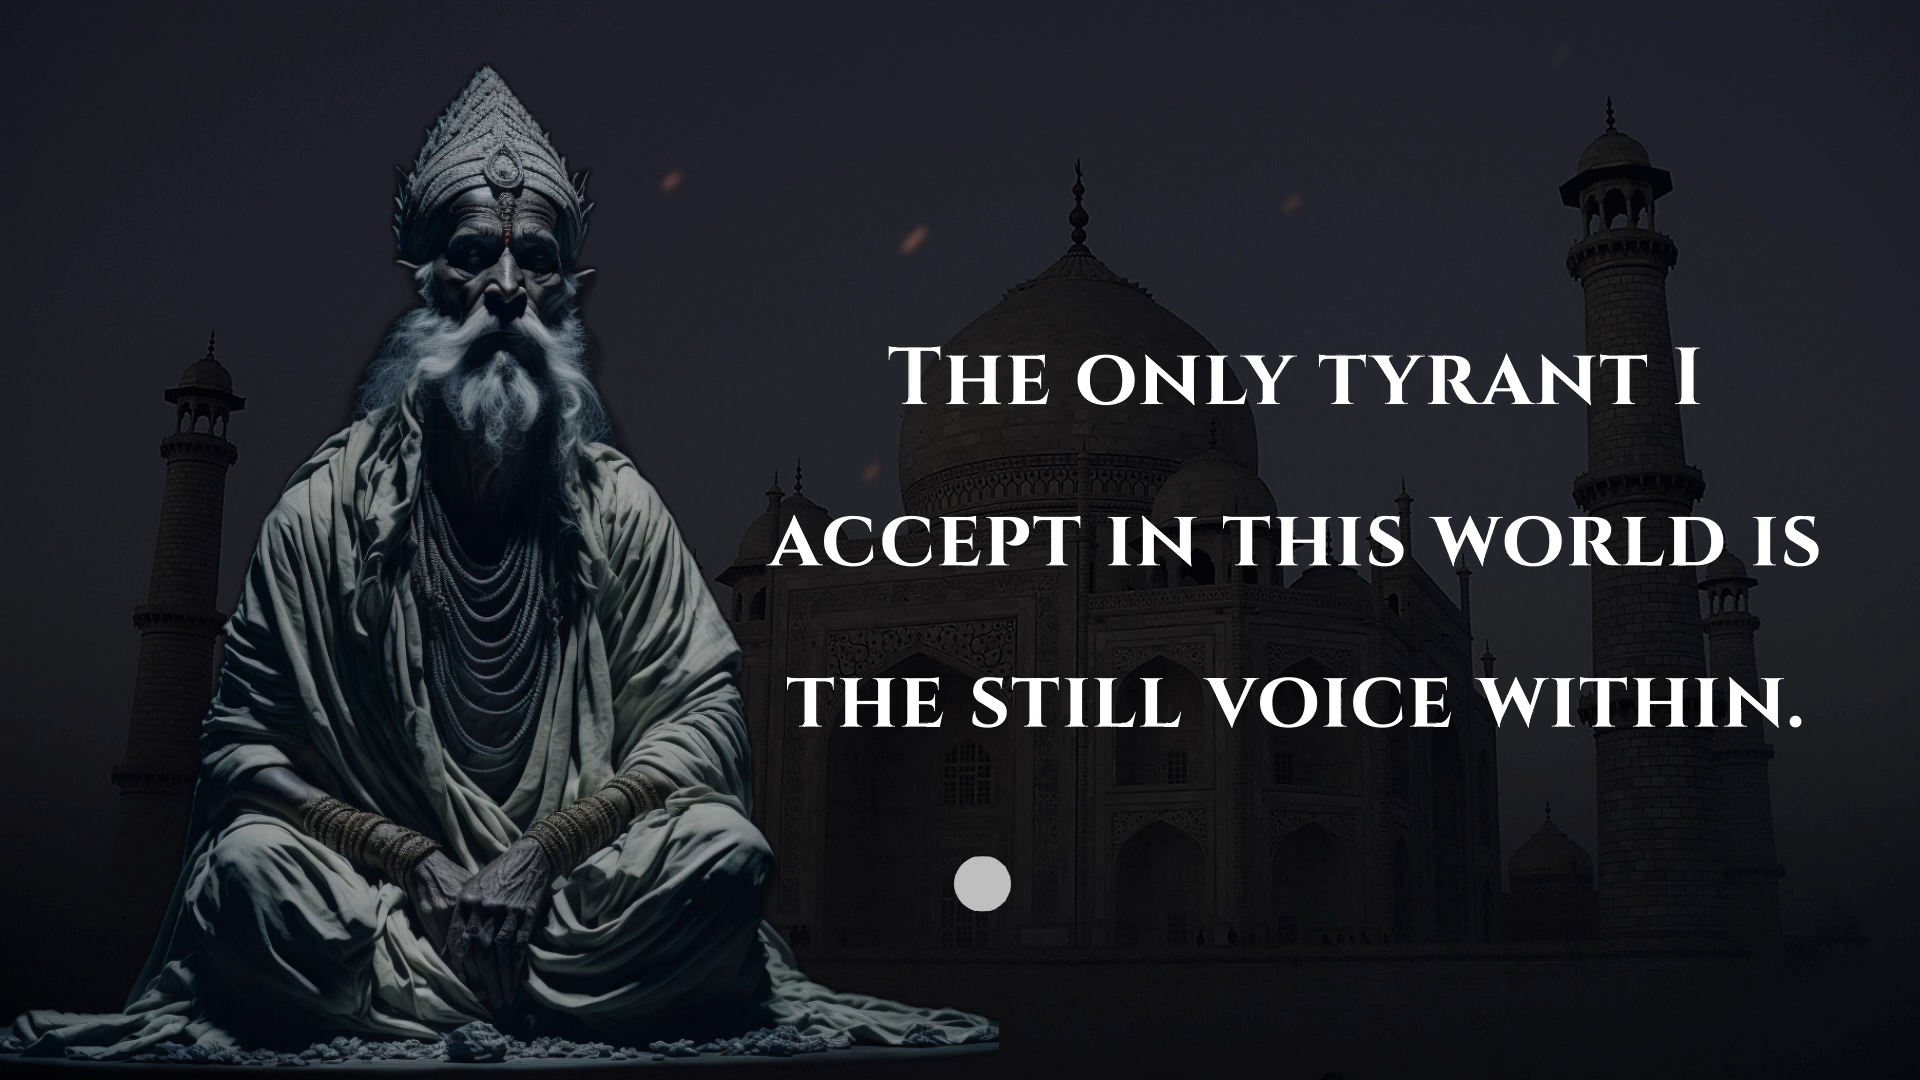 The only tyrant I
accept in this world is
the still voice within.